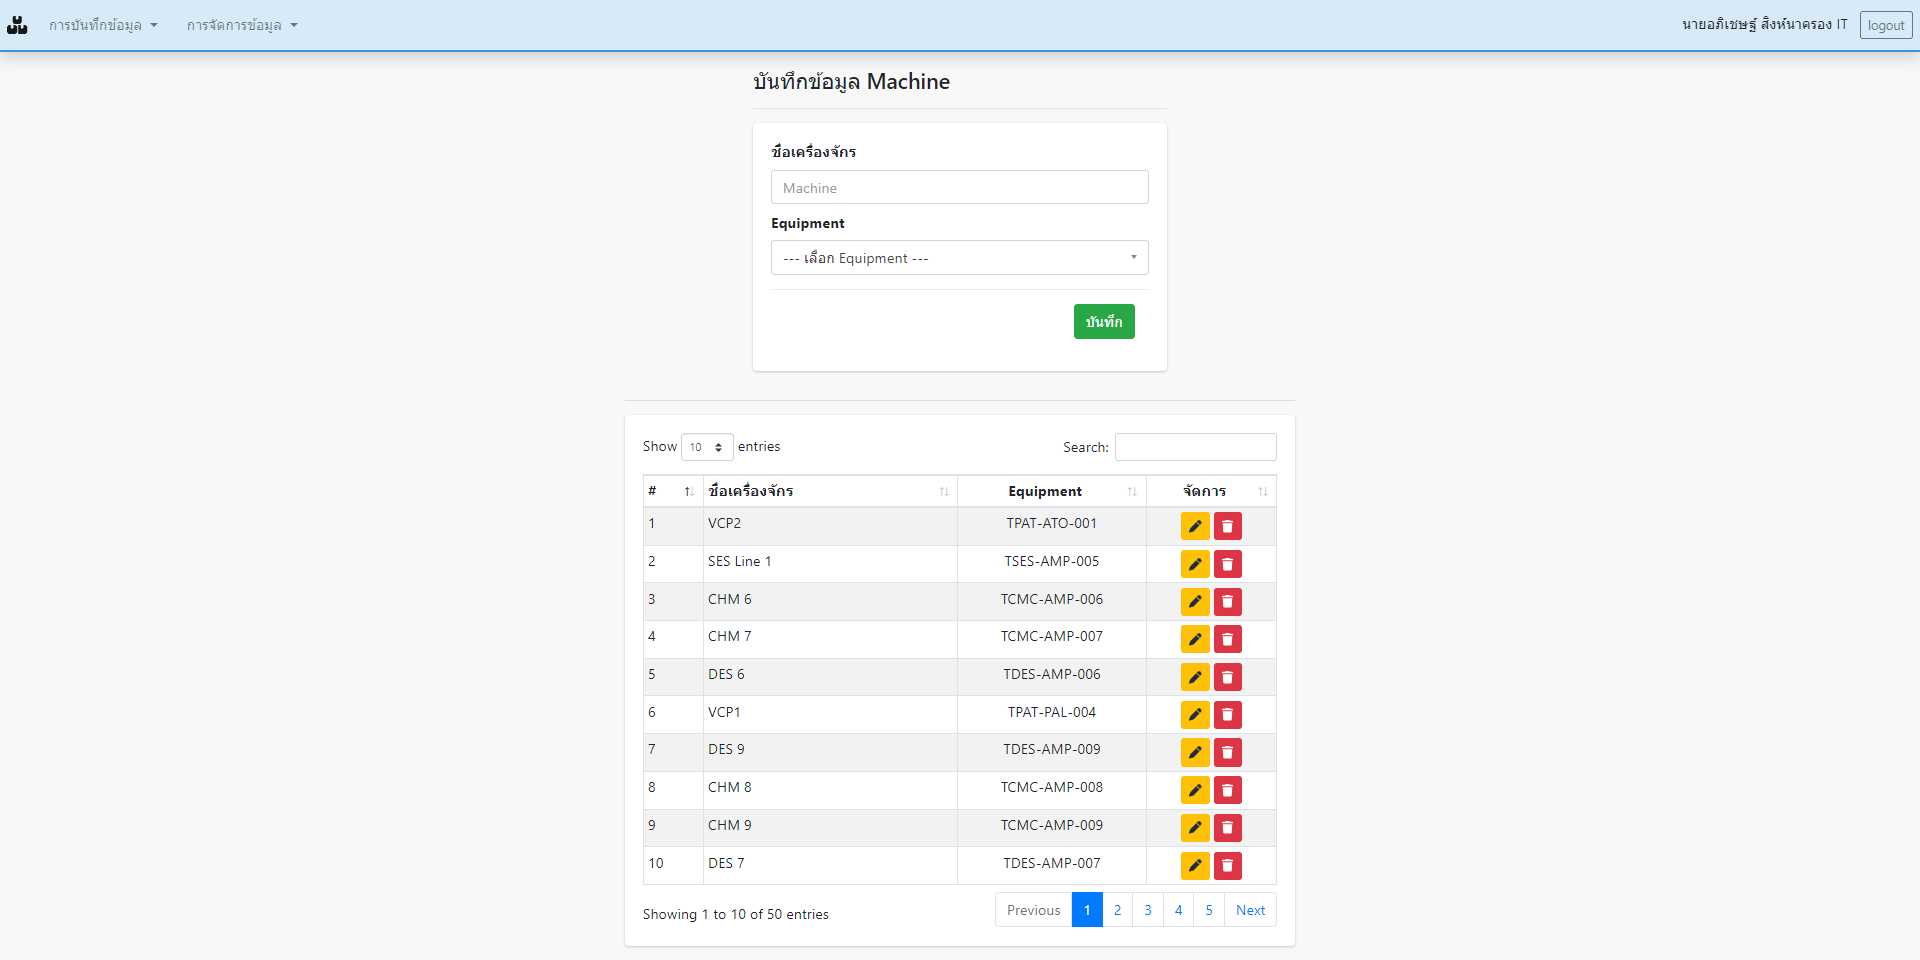 การบันทึกข้อมูล การจัดการข้อมูล นายอภิเชษฐ์ สิงห์นาครอง IT logout
บันทึกข้อมูล Machine
ชื่อเครื่องจักร
Machine
Equipment
--- เลือก Equipment ---
บันทึก
Show 10 entries Search:
# ชื่อเครื่องจักร Equipment จัดการ
1 VCP2 TPAT-ATO-001
2 SES Line 1 TSES-AMP-005
3 CHM 6 TCMC-AMP-006
4 CHM 7 TCMC-AMP-007
5 DES 6 TDES-AMP-006
6 VCP1 TPAT-PAL-004
7 DES 9 TDES-AMP-009
8 CHM 8 TCMC-AMP-008
9 CHM 9 TCMC-AMP-009
10 DES 7 TDES-AMP-007
Showing 1 to 10 of 50 entries Previous 1 2 3 4 5 Next